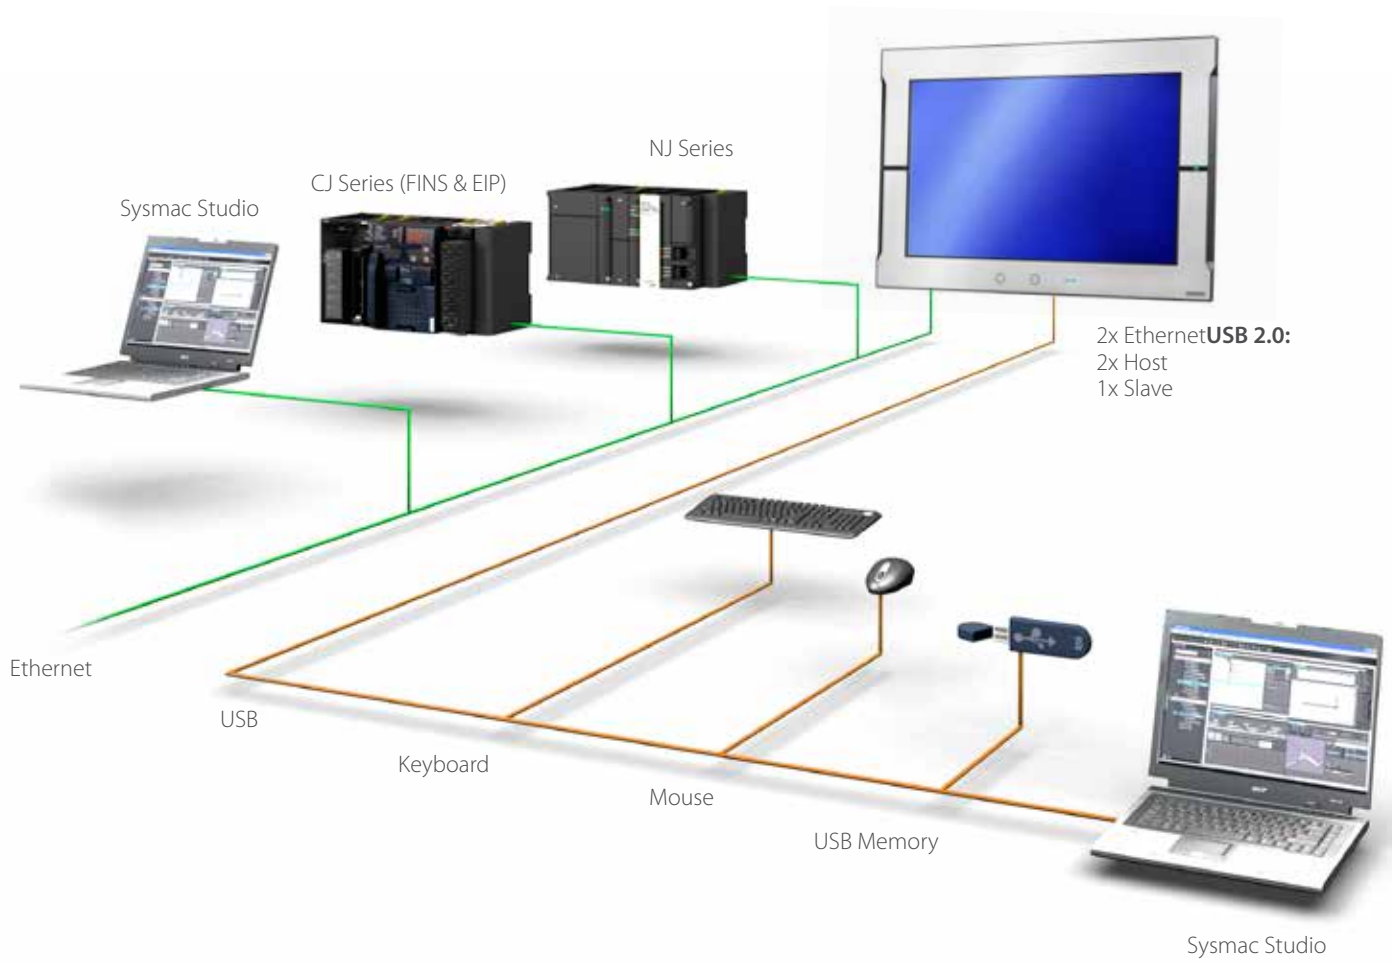 NJ Series
CJ Series (FINS & EIP)
Sysmac Studio
2x EthernetUSB 2.0:
2x Host
1x Slave
Ethernet
USB
Keyboard
Mouse
USB Memory
Sysmac Studio